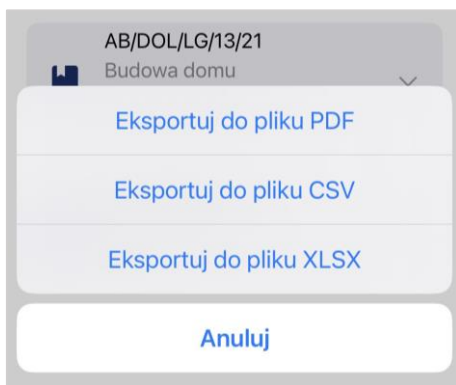 AB/DOL/LG/13/21
Budowa domu
Eksportuj do pliku PDF
Eksportuj do pliku CSV
Eksportuj do pliku XLSX
Anuluj